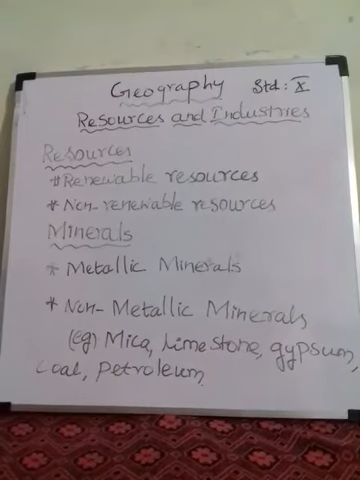 Geography Std: X
Resources and Industries
Resources
* Renewable resources
* Non-renewable resources
Minerals
* Metallic Minerals
* Non-Metallic Minerals
(eg) Mica, Limestone, gypsum,
Coal, Petroleum,